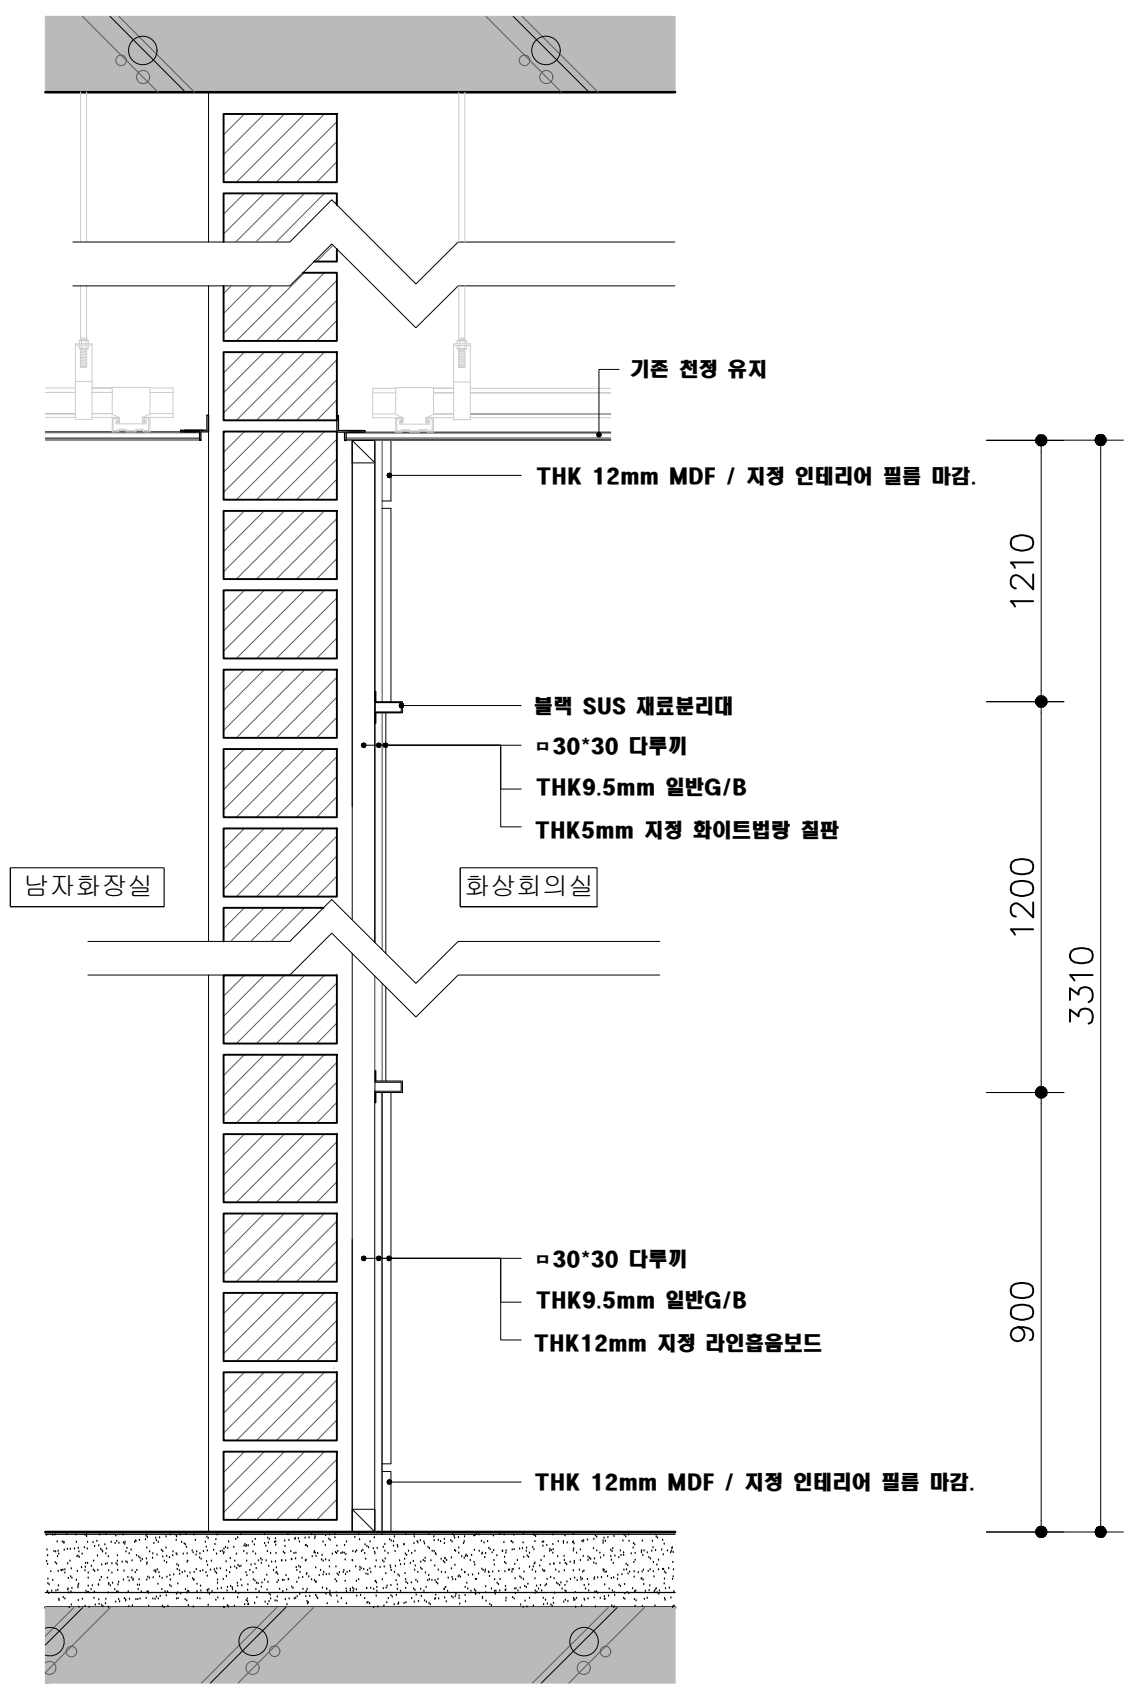 기존 천정 유지
THK 12mm MDF / 지정 인테리어 필름 마감.
1210
블랙 SUS 재료분리대
ㅁ30*30 다루끼
THK9.5mm 일반G/B
THK5mm 지정 화이트법랑 칠판
남자화장실
화상회의실
1200
3310
ㅁ30*30 다루끼
THK9.5mm 일반G/B
THK12mm 지정 라인흡음보드
900
THK 12mm MDF / 지정 인테리어 필름 마감.